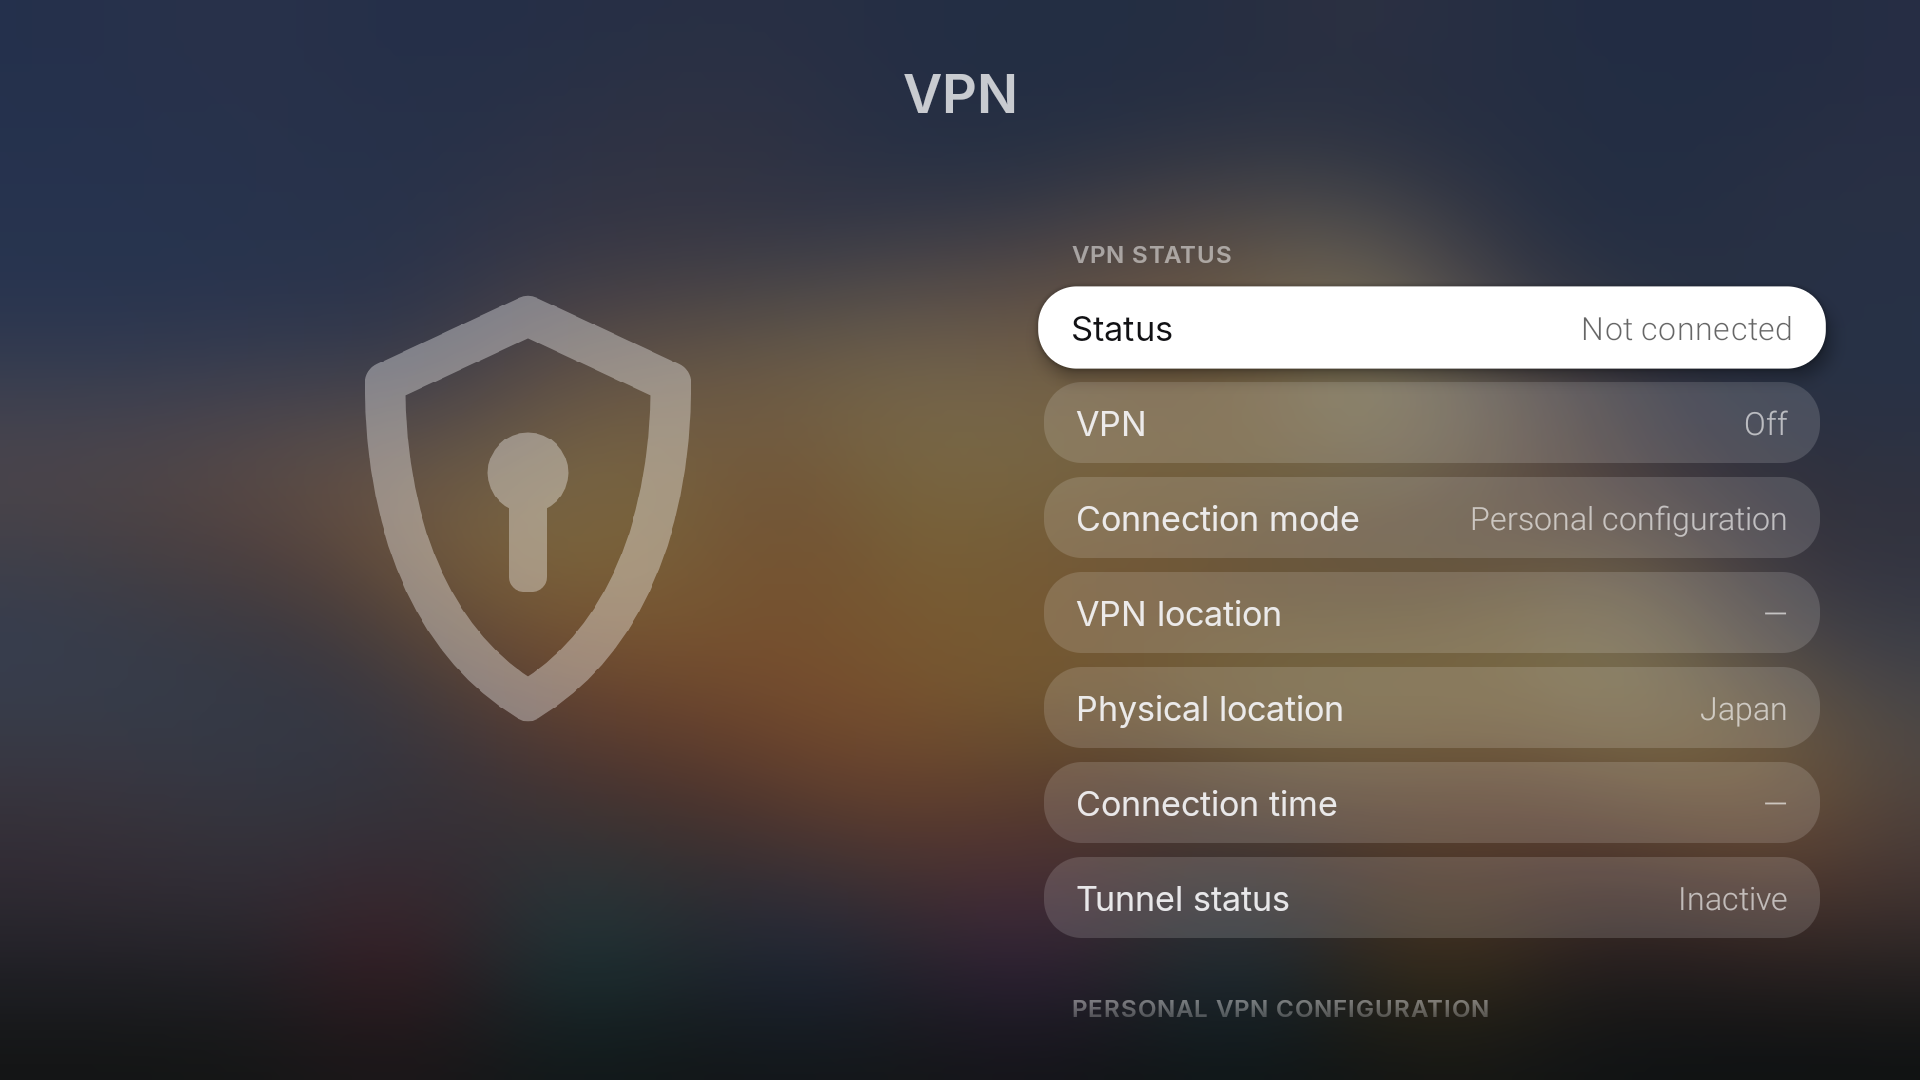 VPN
VPN STATUS
Status Not connected
VPN Off
Connection mode Personal configuration
VPN location —
Physical location Japan
Connection time —
Tunnel status Inactive
PERSONAL VPN CONFIGURATION